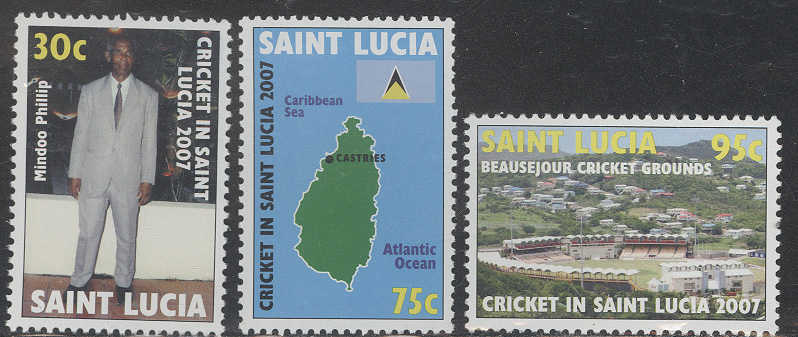 30c
Mindoo Phillip
CRICKET IN SAINT
LUCIA 2007
SAINT LUCIA
SAINT LUCIA
CRICKET IN SAINT LUCIA 2007
Caribbean
Sea
CASTRIES
Atlantic
Ocean
75c
SAINT LUCIA 95c
BEAUSEJOUR CRICKET GROUNDS
CRICKET IN SAINT LUCIA 2007